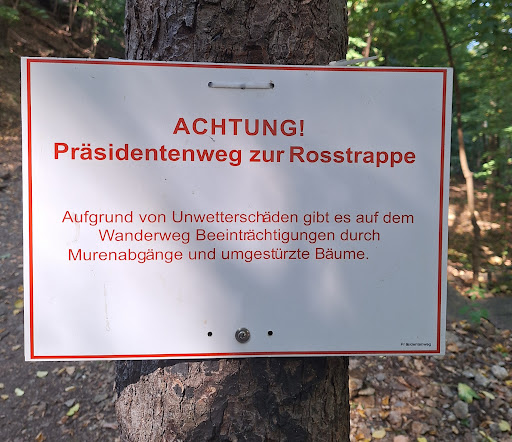 ACHTUNG!
Präsidentenweg zur Rosstrappe
Aufgrund von Unwetterschäden gibt es auf dem
Wanderweg Beeinträchtigungen durch
Murenabgänge und umgestürzte Bäume.